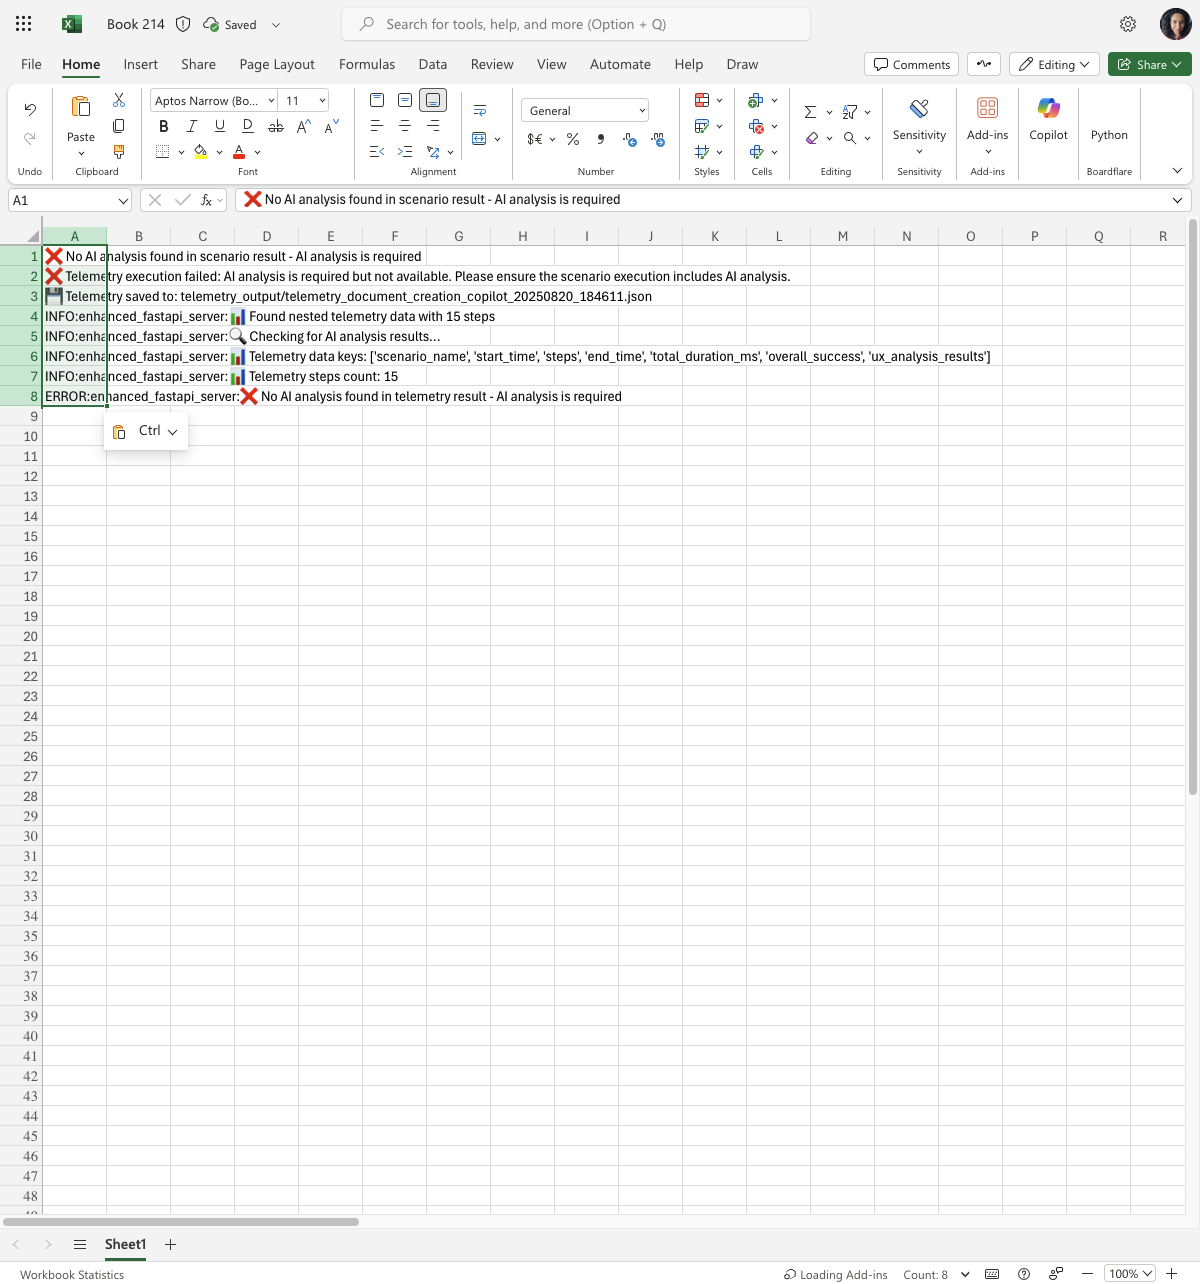 Book 214
Saved
Search for tools, help, and more (Option + Q)
File Home Insert Share Page Layout Formulas Data Review View Automate Help Draw
Comments
Editing
Share
Paste
Aptos Narrow (Bo...
11
General
Sensitivity
Add-ins
Copilot
Python
B I U D ab A^ A˅
$€ % 9
Undo Clipboard Font Alignment Number Styles Cells Editing Sensitivity Add-ins Boardflare
A1
fx
❌ No AI analysis found in scenario result - AI analysis is required
A B C D E F G H I J K L M N O P Q R
1 ❌ No AI analysis found in scenario result - AI analysis is required
2 ❌ Telemetry execution failed: AI analysis is required but not available. Please ensure the scenario execution includes AI analysis.
3 💾 Telemetry saved to: telemetry_output/telemetry_document_creation_copilot_20250820_184611.json
4 INFO:enhanced_fastapi_server:📊 Found nested telemetry data with 15 steps
5 INFO:enhanced_fastapi_server:🔍 Checking for AI analysis results...
6 INFO:enhanced_fastapi_server:📊 Telemetry data keys: ['scenario_name', 'start_time', 'steps', 'end_time', 'total_duration_ms', 'overall_success', 'ux_analysis_results']
7 INFO:enhanced_fastapi_server:📊 Telemetry steps count: 15
8 ERROR:enhanced_fastapi_server:❌ No AI analysis found in telemetry result - AI analysis is required
9
Ctrl
10
11
12
13
14
15
16
17
18
19
20
21
22
23
24
25
26
27
28
29
30
31
32
33
34
35
36
37
38
39
40
41
42
43
44
45
46
47
48
Sheet1
Workbook Statistics
Loading Add-ins
Count: 8
100%